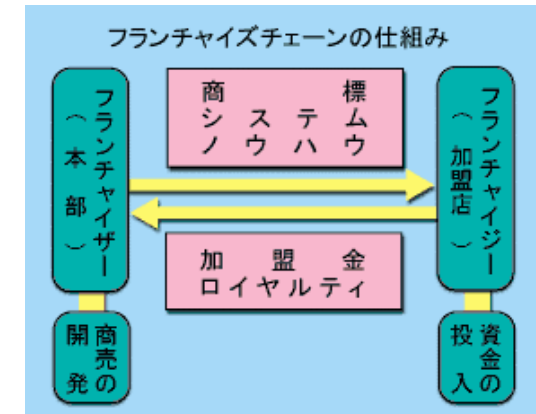 フランチャイズチェーンの仕組み
フランチャイザー
（本部）
商標
システム
ノウハウ
フランチャイジー
（加盟店）
加盟金
ロイヤルティ
商売の
開発
資金の
投入